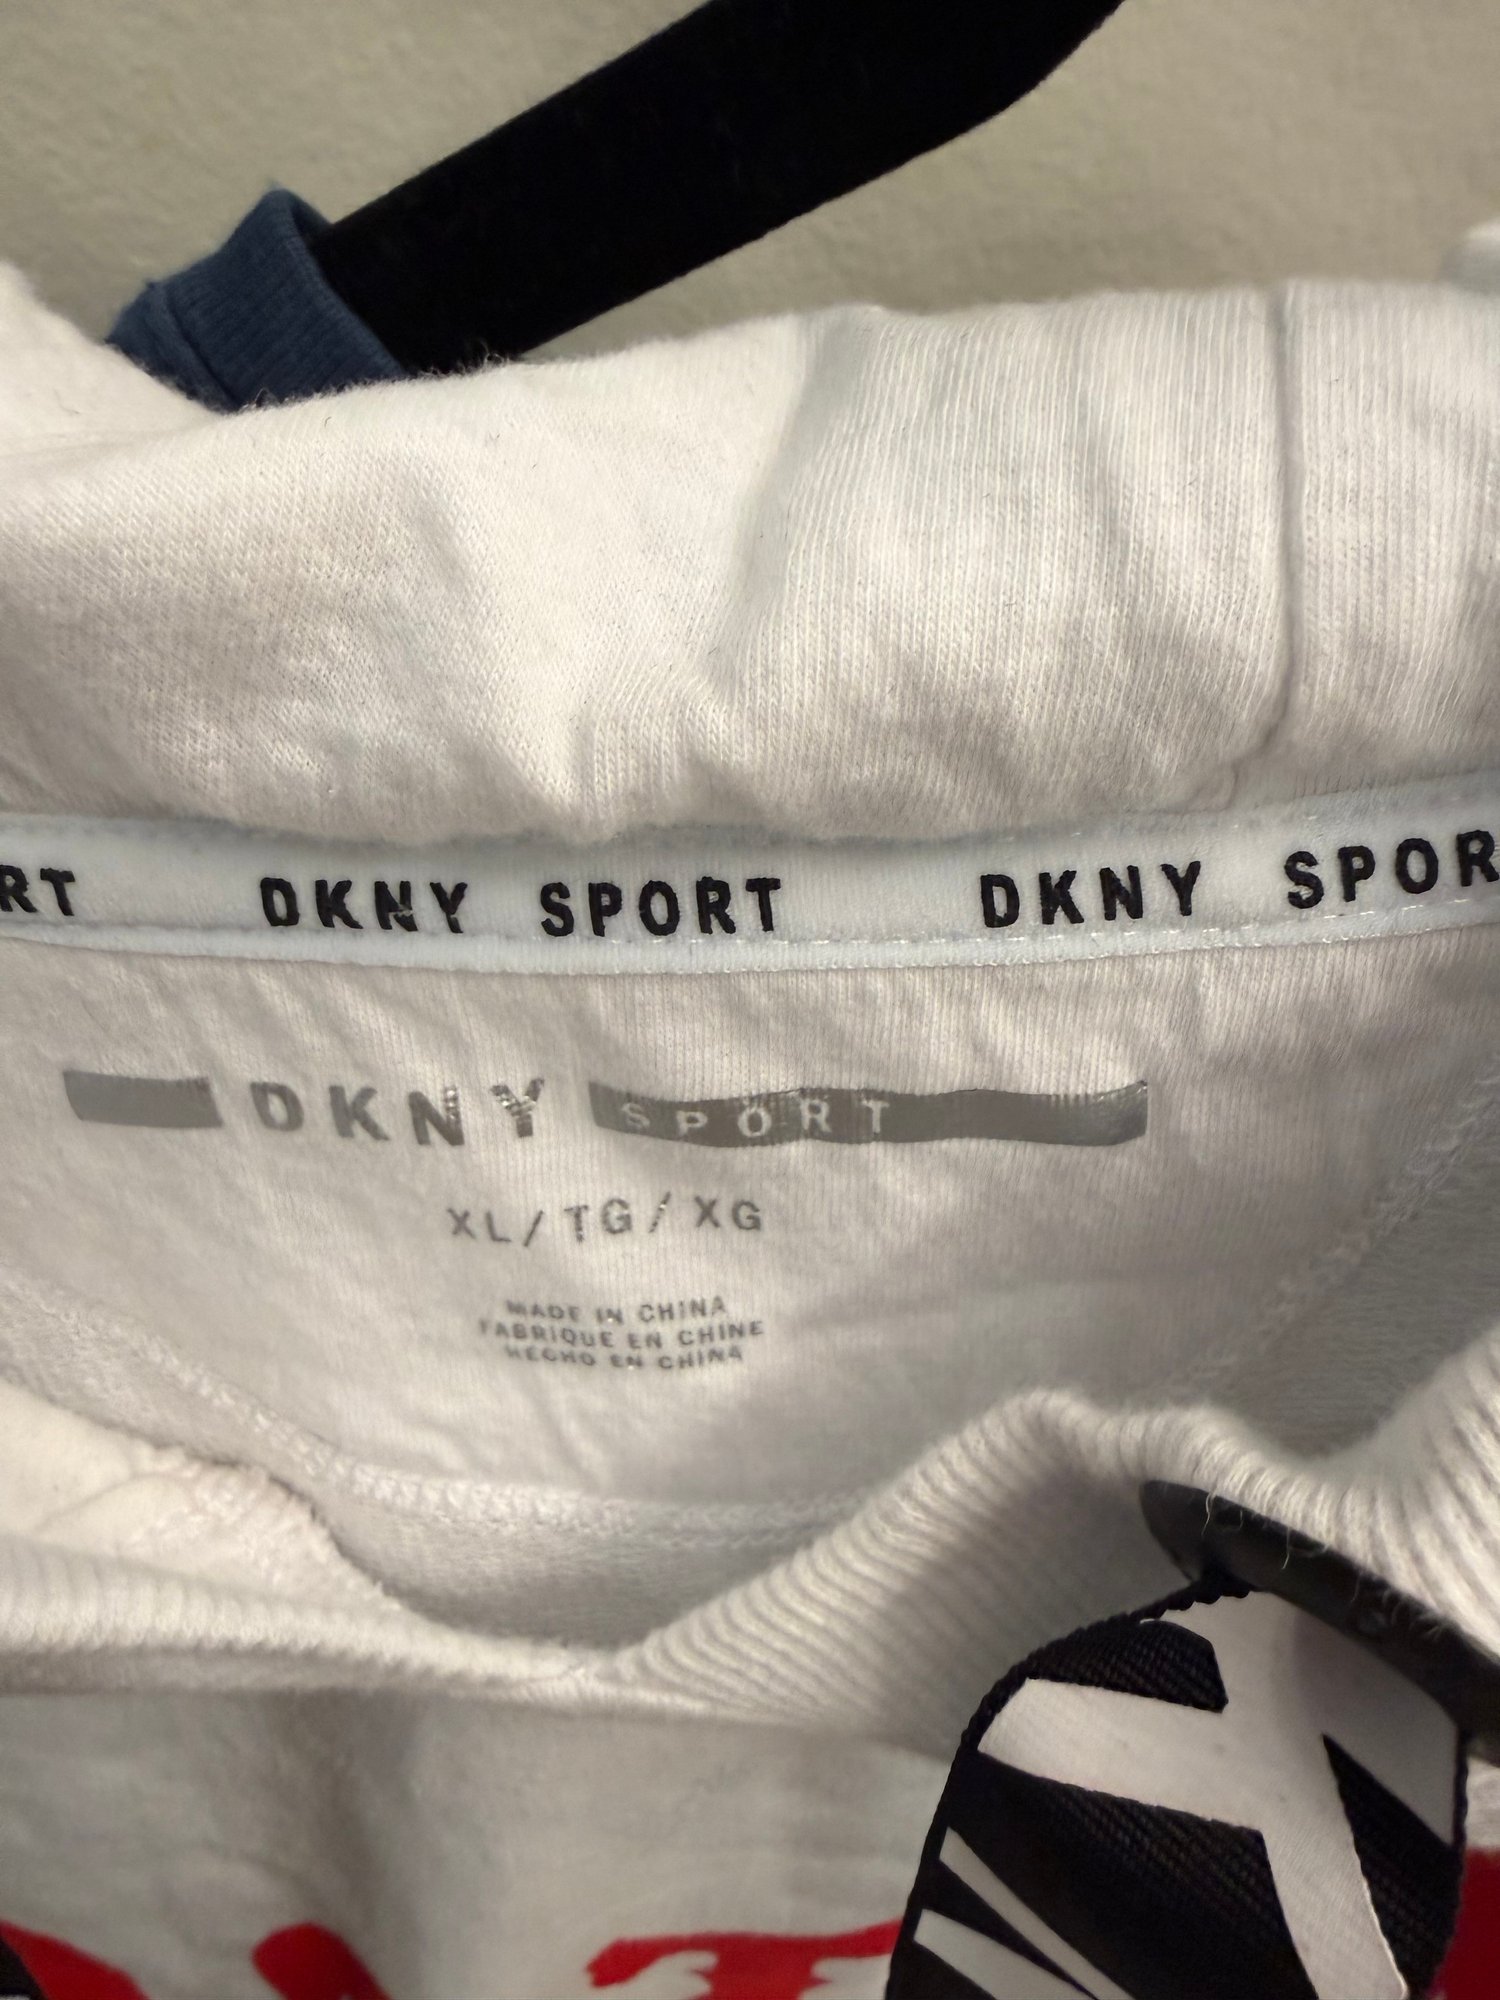 RT DKNY SPORT DKNY SPOR
DKNY SPORT
XL/TG/XG
MADE IN CHINA
FABRIQUE EN CHINE
HECHO EN CHINA